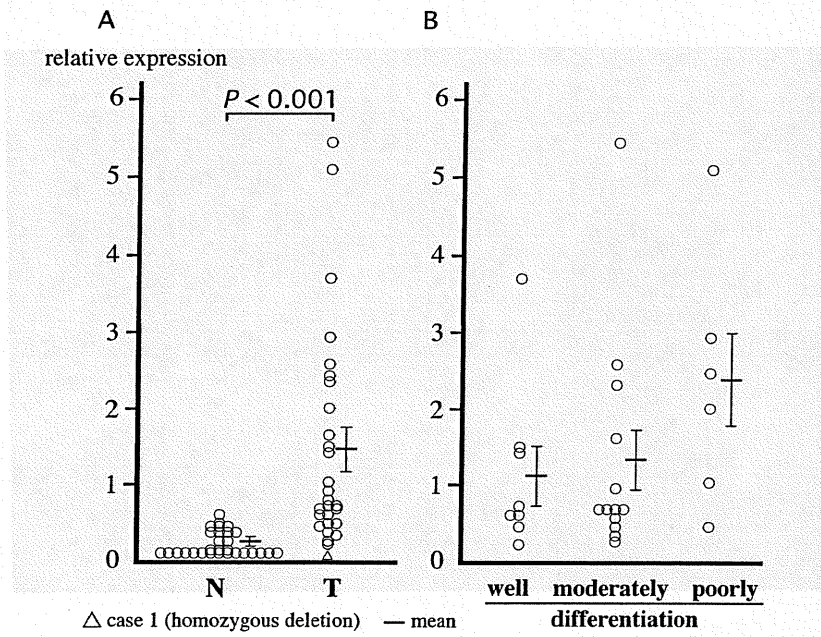 A
B
relative expression
P < 0.001
6
5
4
3
2
1
0
N
T
6
5
4
3
2
1
0
well moderately poorly
differentiation
△ case 1 (homozygous deletion) — mean